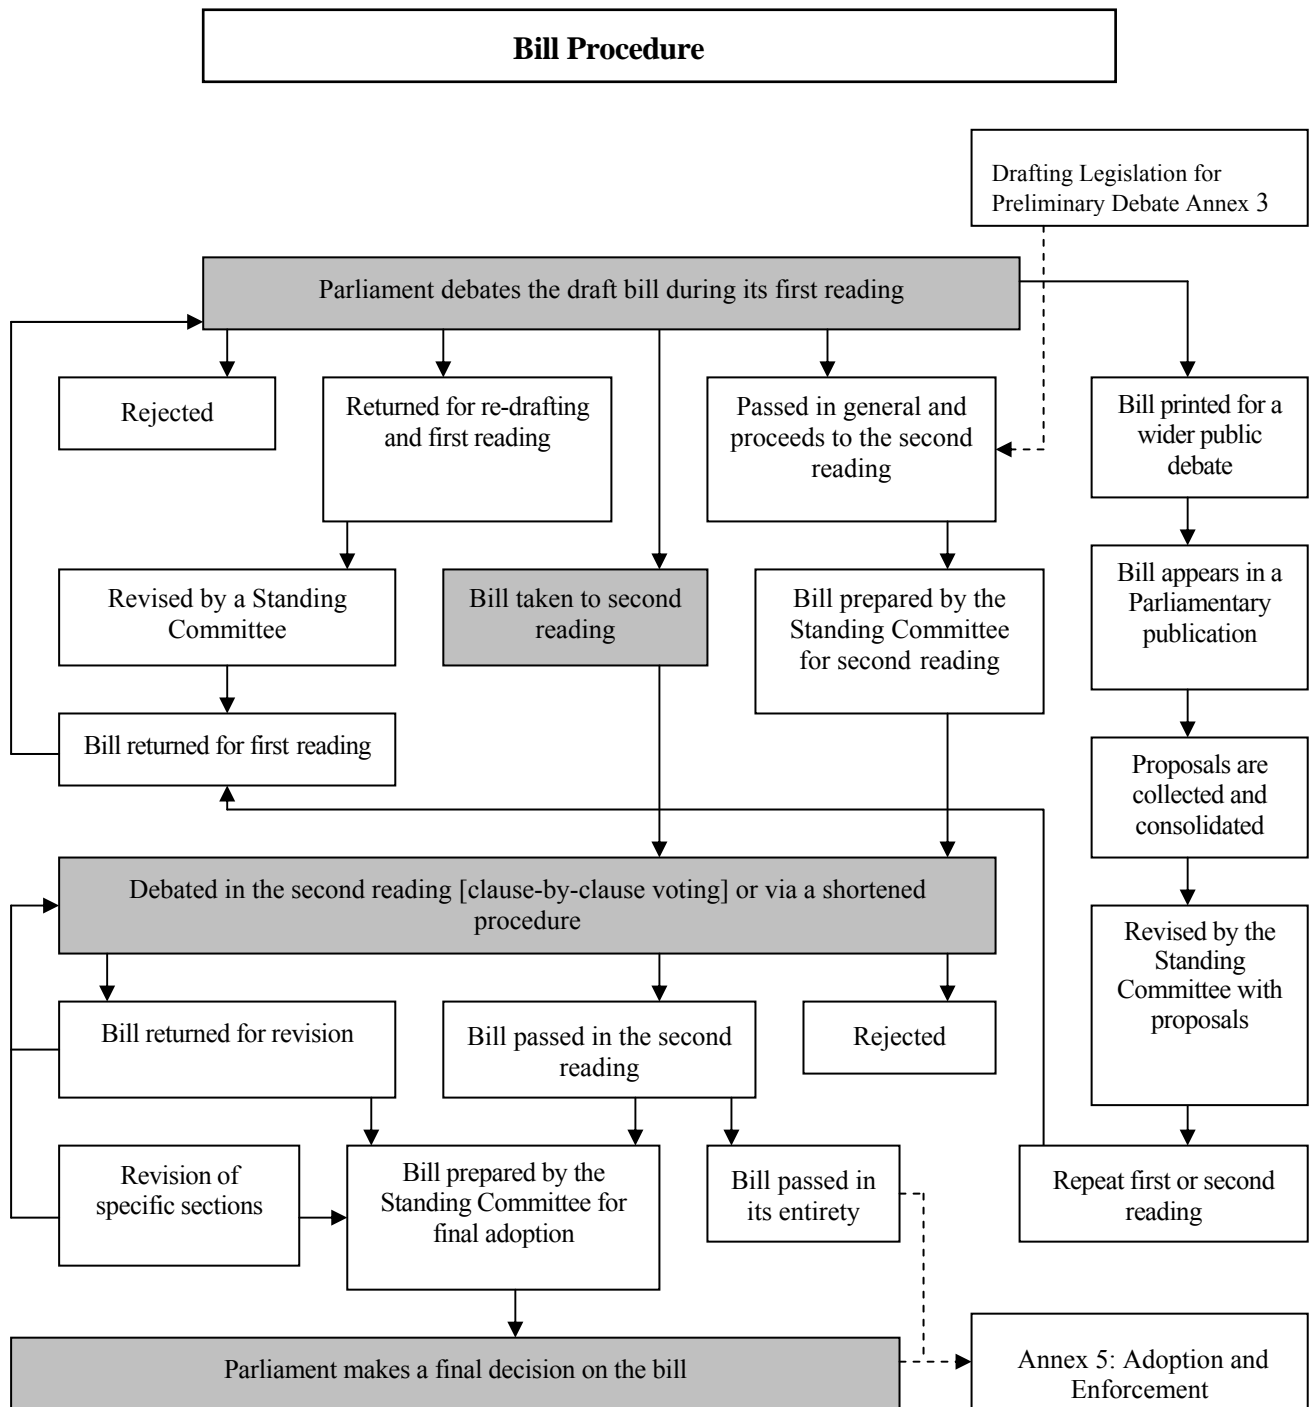 Bill Procedure
Drafting Legislation for
Preliminary Debate Annex 3
Parliament debates the draft bill during its first reading
Rejected
Returned for re-drafting
and first reading
Passed in general and
proceeds to the second
reading
Bill printed for a
wider public
debate
Revised by a Standing
Committee
Bill taken to second
reading
Bill prepared by the
Standing Committee
for second reading
Bill appears in a
Parliamentary
publication
Bill returned for first reading
Proposals are
collected and
consolidated
Debated in the second reading [clause-by-clause voting] or via a shortened
procedure
Revised by the
Standing
Committee with
proposals
Bill returned for revision
Bill passed in the second
reading
Rejected
Revision of
specific sections
Bill prepared by the
Standing Committee for
final adoption
Bill passed in
its entirety
Repeat first or second
reading
Parliament makes a final decision on the bill
Annex 5: Adoption and
Enforcement